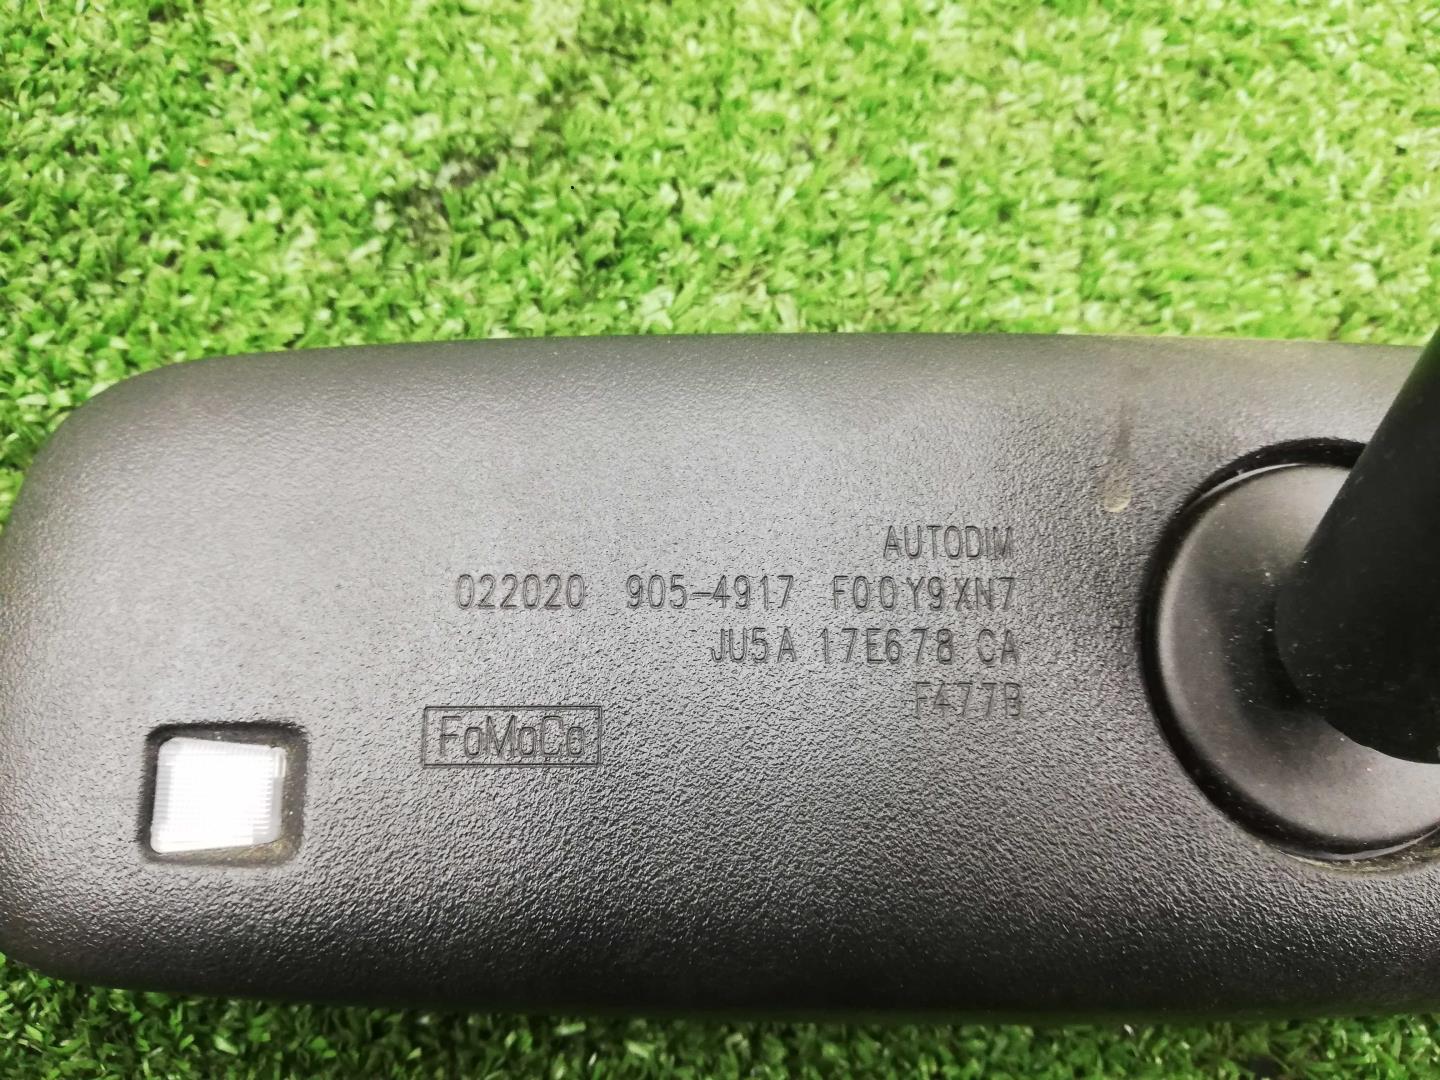 AUTODIM
022020 905-4917 F00Y9XN7
JU5A 17E678 CA
F477B
FoMoCo